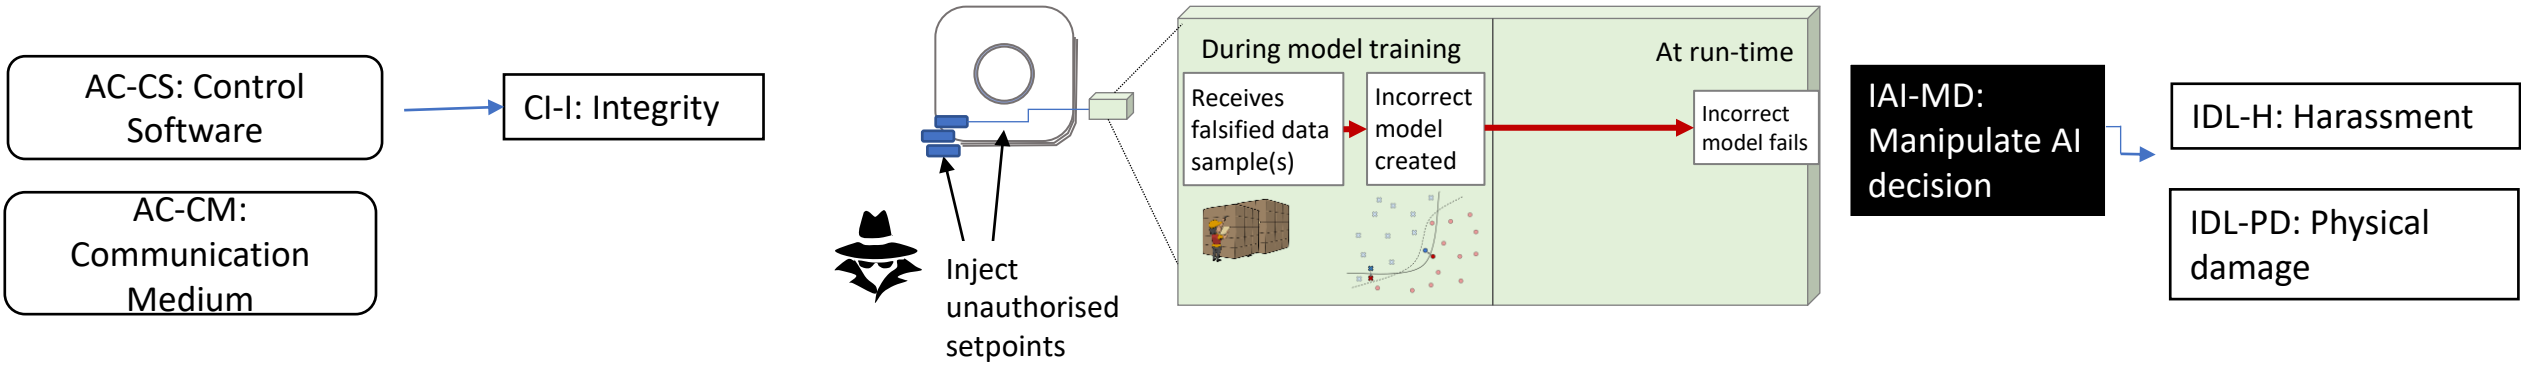 AC-CS: Control
Software
AC-CM:
Communication
Medium
CI-I: Integrity
Inject
unauthorised
setpoints
During model training
Receives
falsified data
sample(s)
Incorrect
model
created
At run-time
Incorrect
model fails
IAI-MD:
Manipulate AI
decision
IDL-H: Harassment
IDL-PD: Physical
damage